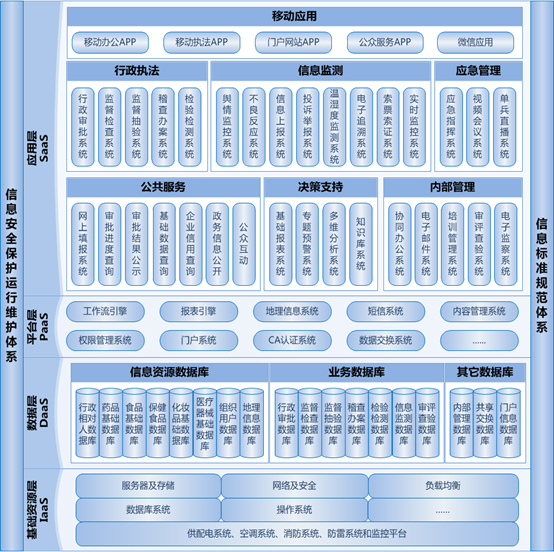 移动应用
移动办公APP
移动执法APP
门户网站APP
公众服务APP
微信应用
行政执法
信息监测
应急管理
行政审批系统
监督检查系统
监督抽验系统
稽查办案系统
检验检测系统
舆情监控系统
不良反应系统
信息上报系统
投诉举报系统
温湿度监测系统
电子追溯系统
索票索证系统
实时监控系统
应急指挥系统
视频会议系统
单兵直播系统
应用层
SaaS
公共服务
决策支持
内部管理
网上填报系统
审批进度查询
审批结果公示
基础数据查询
企业信用查询
政务信息公开
公众互动
基础报表系统
专题预警系统
多维分析系统
知识库系统
协同办公系统
电子邮件系统
培训管理系统
审评查验系统
电子监察系统
信息安全保护运行维护体系
信息标准规范体系
平台层
PaaS
工作流引擎
报表引擎
地理信息系统
短信系统
内容管理系统
权限管理系统
门户系统
CA认证系统
数据交换系统
……
数据层
DaaS
信息资源数据库
业务数据库
其它数据库
行政相对人数据库
药品基础数据库
食品基础数据库
保健食品数据库
化妆品基础数据库
医疗器械基础数据库
组织用户数据库
地理信息数据库
行政审批数据库
监督检查数据库
监督抽验数据库
稽查办案数据库
检验检测数据库
信息监测数据库
审评查验数据库
内部管理数据库
共享交换数据库
门户信息数据库
基础资源层
IaaS
服务器及存储
网络及安全
负载均衡
数据库系统
操作系统
……
供配电系统、空调系统、消防系统、防雷系统和监控平台